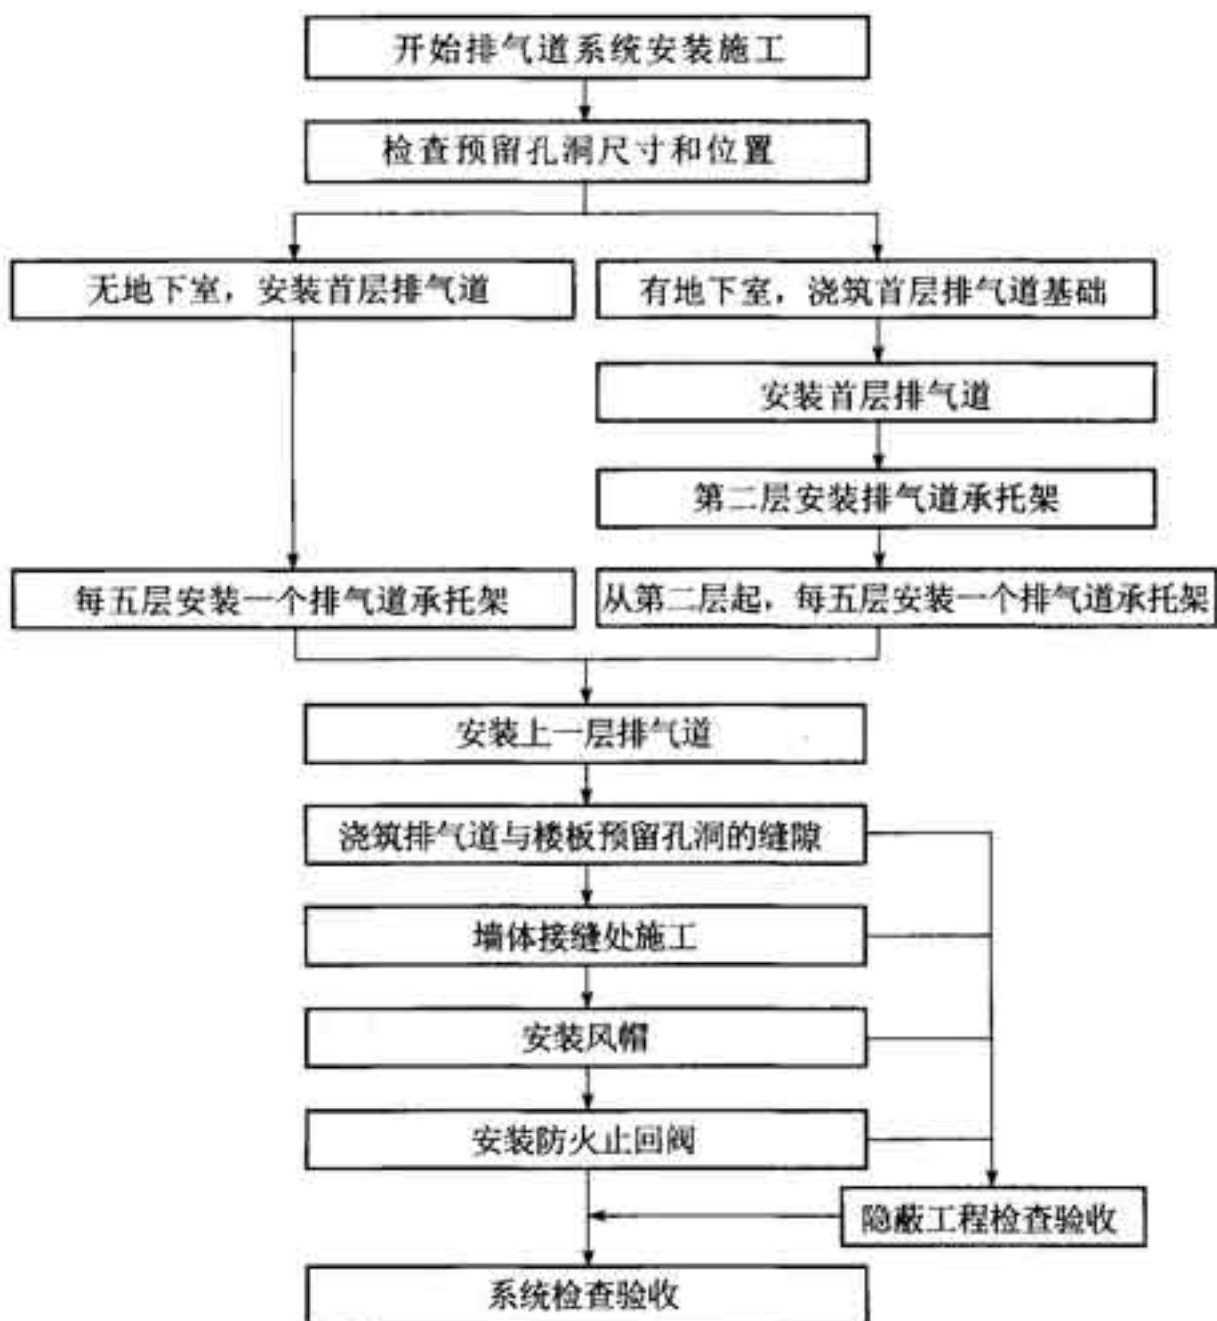 开始排气道系统安装施工
检查预留孔洞尺寸和位置
无地下室，安装首层排气道
有地下室，浇筑首层排气道基础
安装首层排气道
第二层安装排气道承托架
每五层安装一个排气道承托架
从第二层起，每五层安装一个排气道承托架
安装上一层排气道
浇筑排气道与楼板预留孔洞的缝隙
墙体接缝处施工
安装风帽
安装防火止回阀
隐蔽工程检查验收
系统检查验收